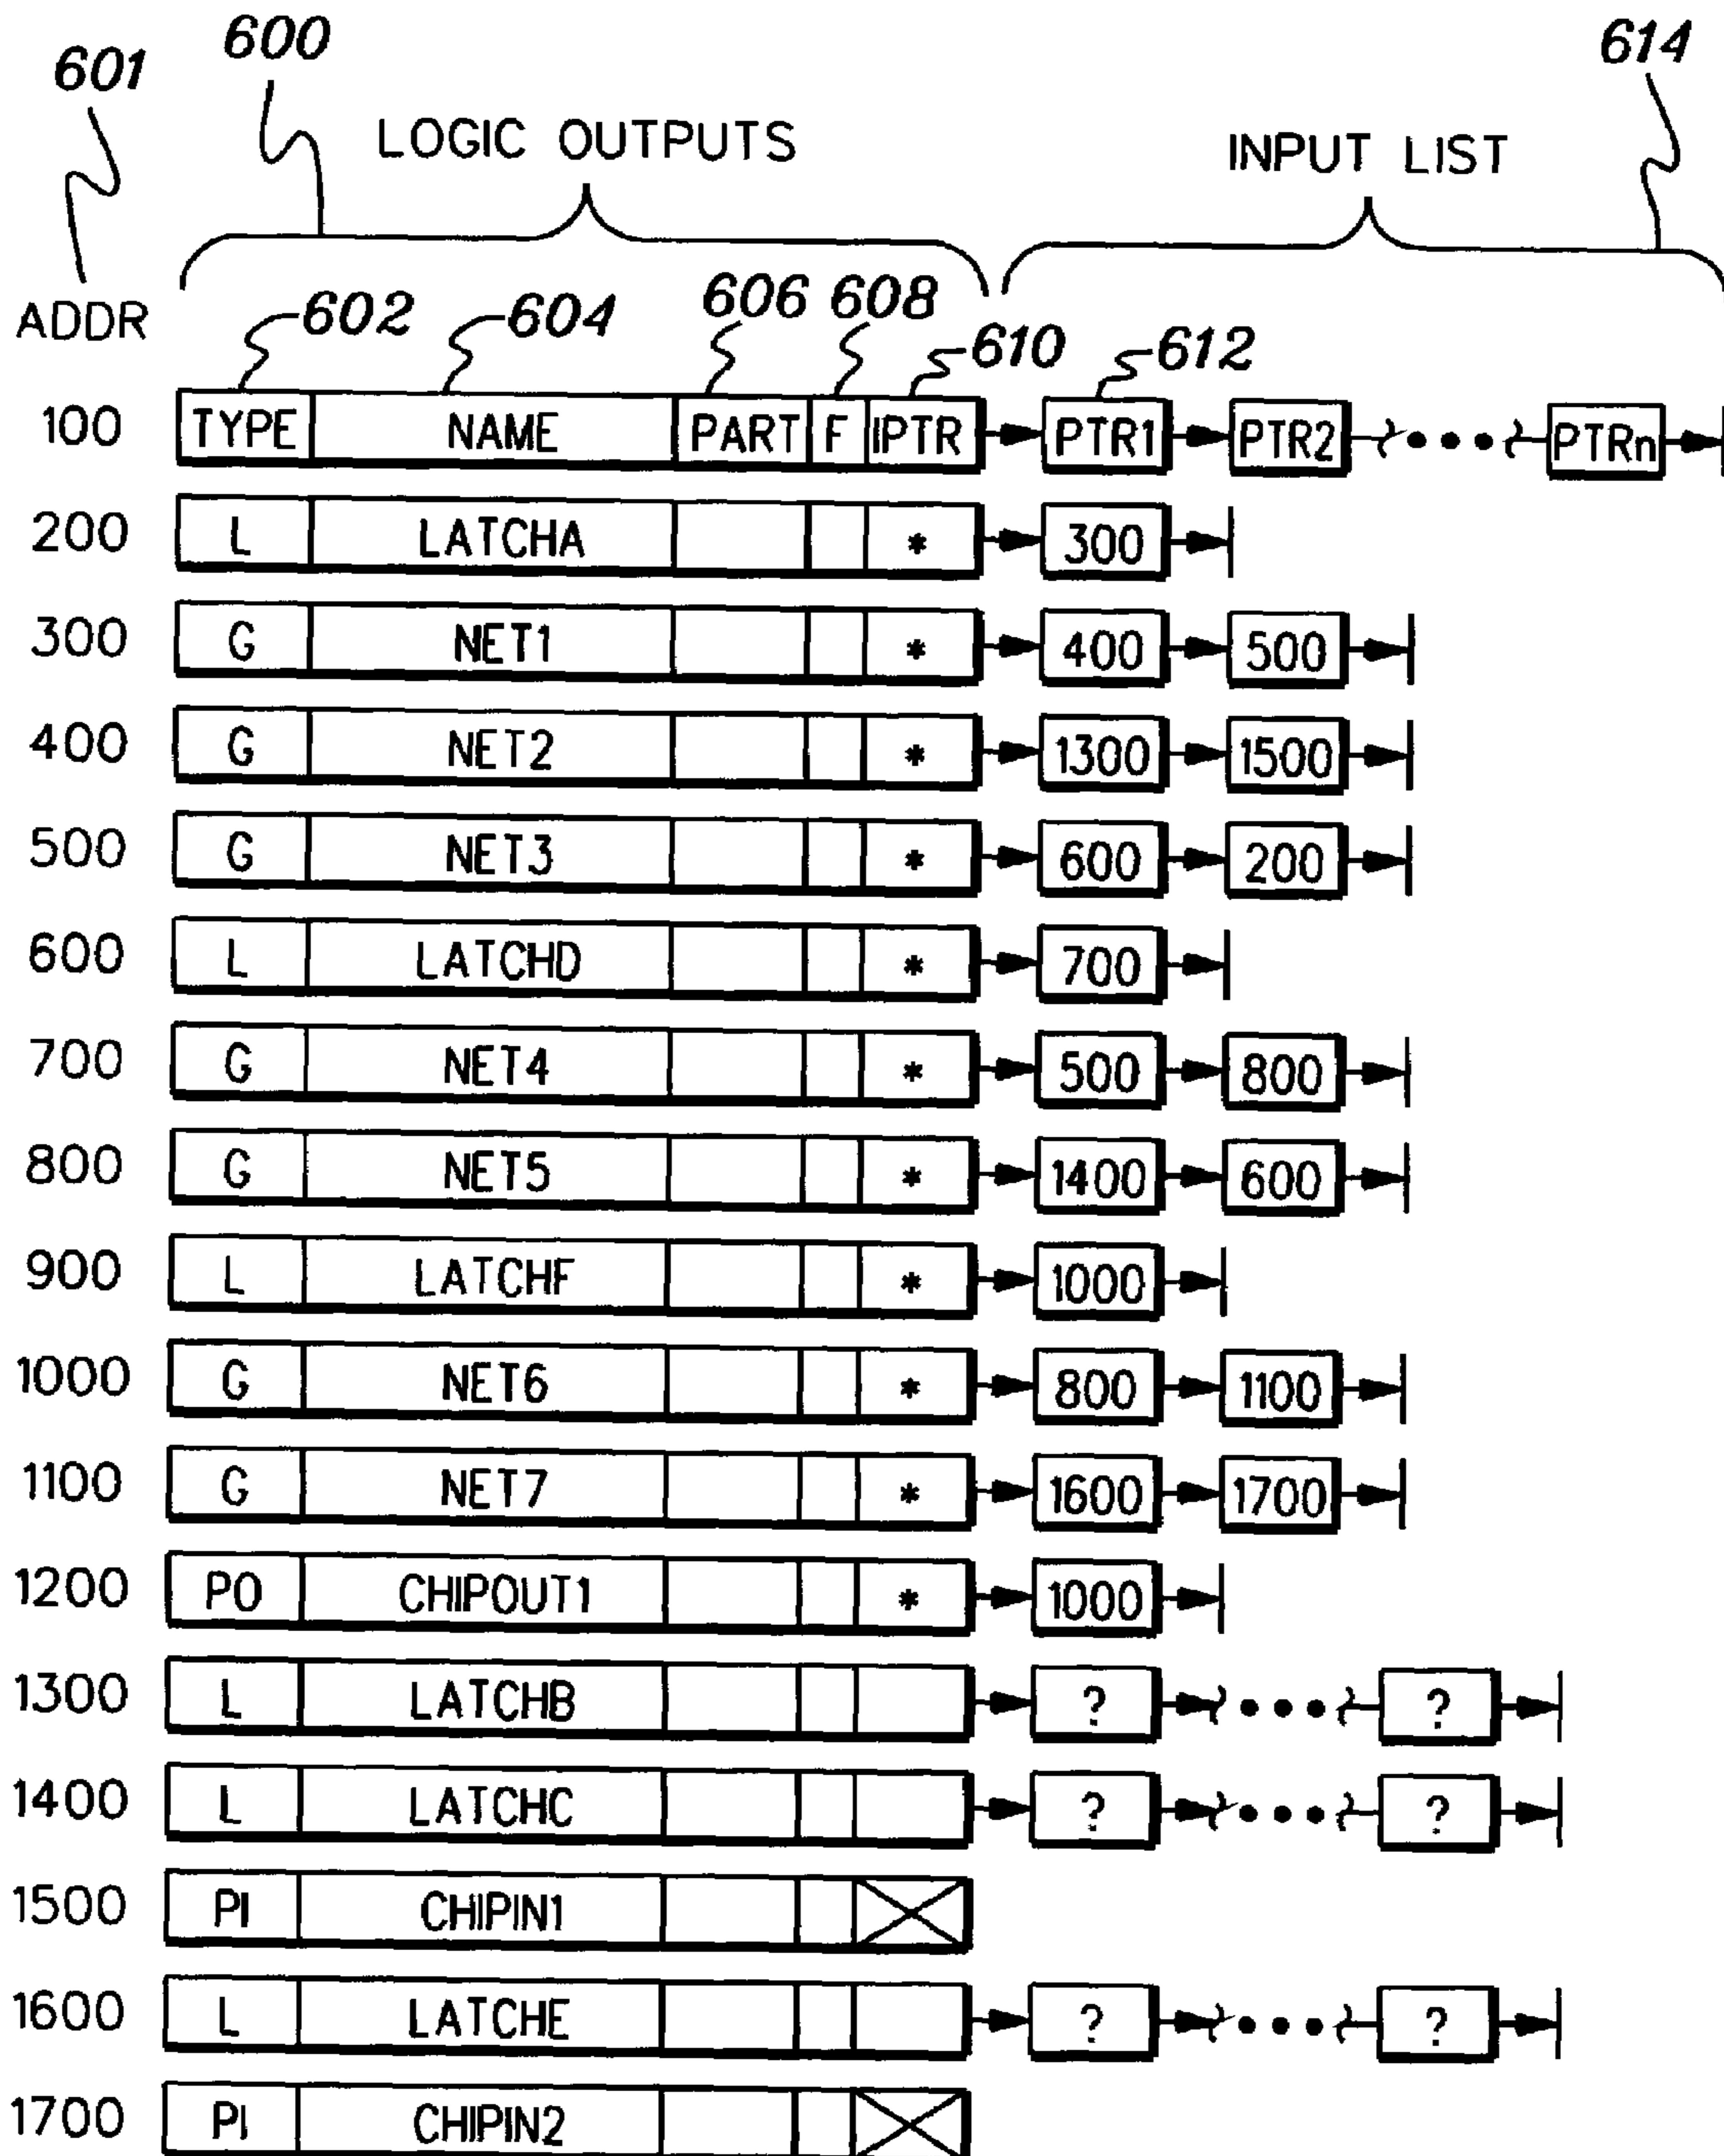 601 600 614
LOGIC OUTPUTS INPUT LIST
ADDR 602 604 606 608 610 612
100 TYPE NAME PART F IPTR PTR1 PTR2 ••• PTRn
200 L LATCHA * 300
300 G NET1 * 400 500
400 G NET2 * 1300 1500
500 G NET3 * 600 200
600 L LATCHD * 700
700 G NET4 * 500 800
800 G NET5 * 1400 600
900 L LATCHF * 1000
1000 G NET6 * 800 1100
1100 G NET7 * 1600 1700
1200 PO CHIPOUT1 * 1000
1300 L LATCHB ? ••• ?
1400 L LATCHC ? ••• ?
1500 PI CHIPIN1
1600 L LATCHE ? ••• ?
1700 PI CHIPIN2